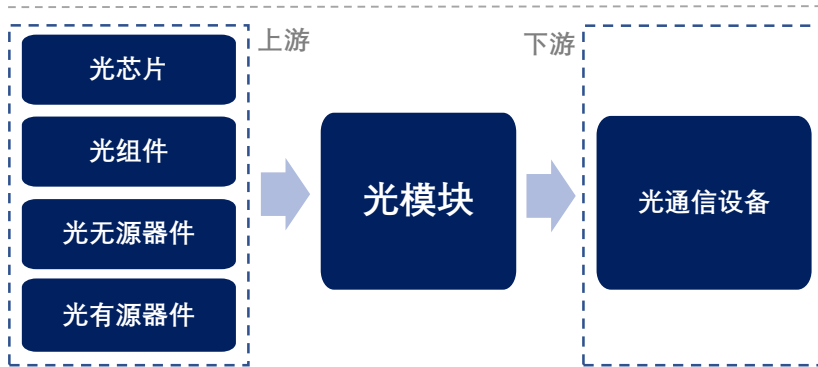 上游
光芯片
光组件
光无源器件
光有源器件
光模块
下游
光通信设备